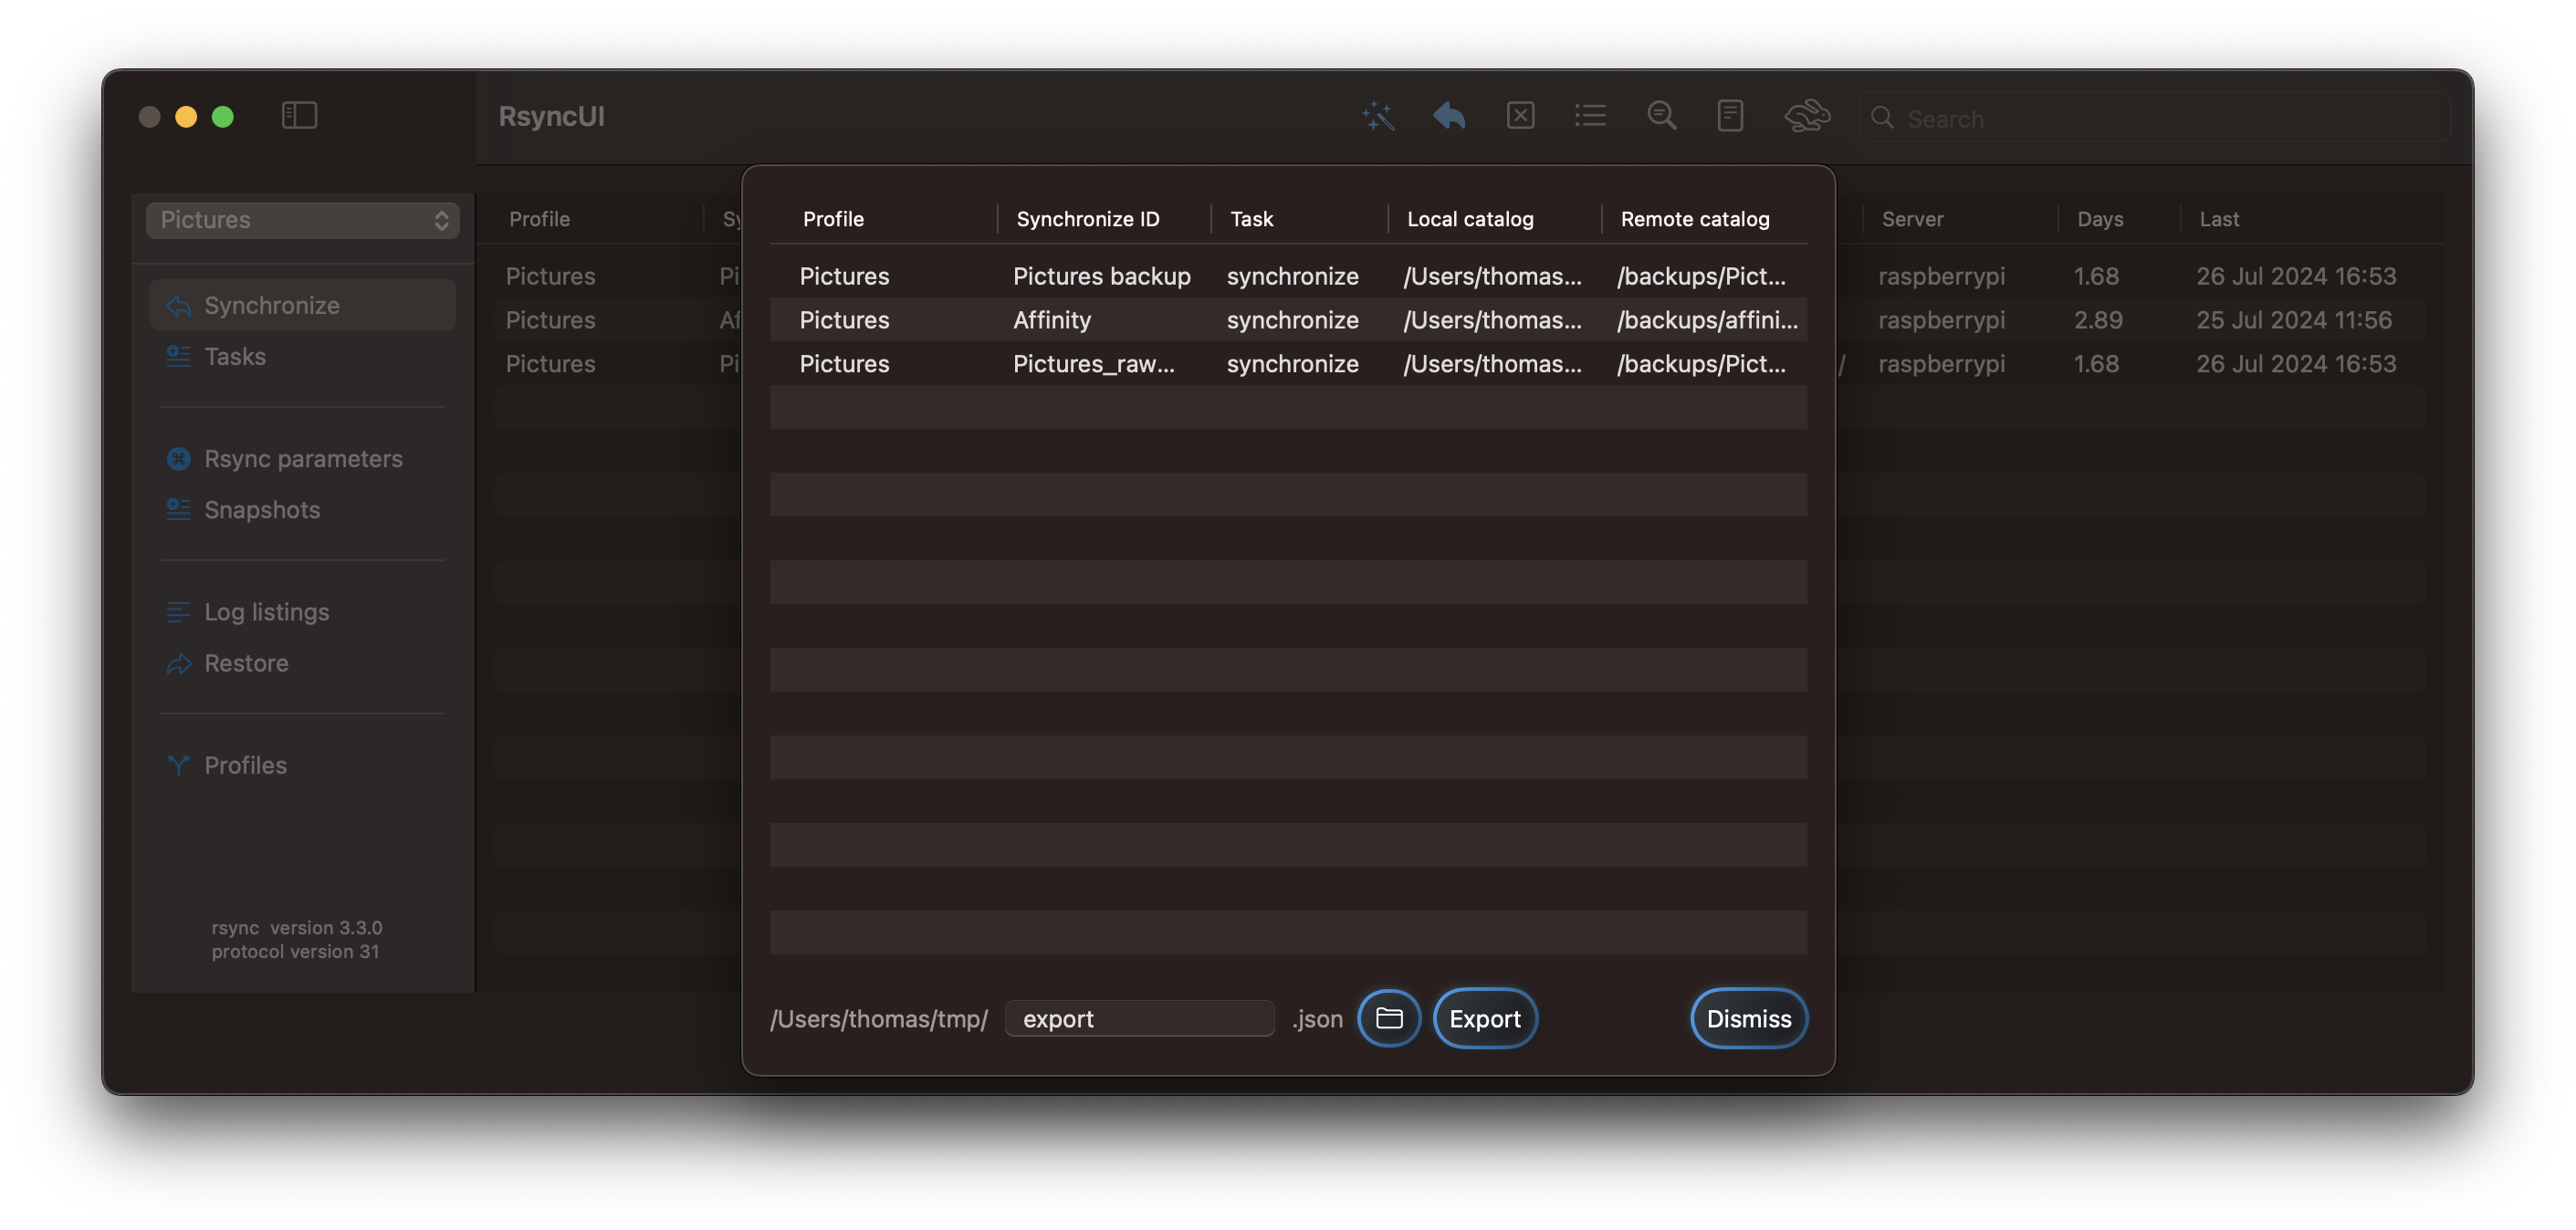 RsyncUI
Search
Pictures
Synchronize
Tasks
Rsync parameters
Snapshots
Log listings
Restore
Profiles
rsync version 3.3.0
protocol version 31
Profile Sy Server Days Last
Pictures Pi raspberrypi 1.68 26 Jul 2024 16:53
Pictures Af raspberrypi 2.89 25 Jul 2024 11:56
Pictures Pi / raspberrypi 1.68 26 Jul 2024 16:53
Profile Synchronize ID Task Local catalog Remote catalog
Pictures Pictures backup synchronize /Users/thomas... /backups/Pict...
Pictures Affinity synchronize /Users/thomas... /backups/affini...
Pictures Pictures_raw... synchronize /Users/thomas... /backups/Pict...
/Users/thomas/tmp/ export .json Export Dismiss